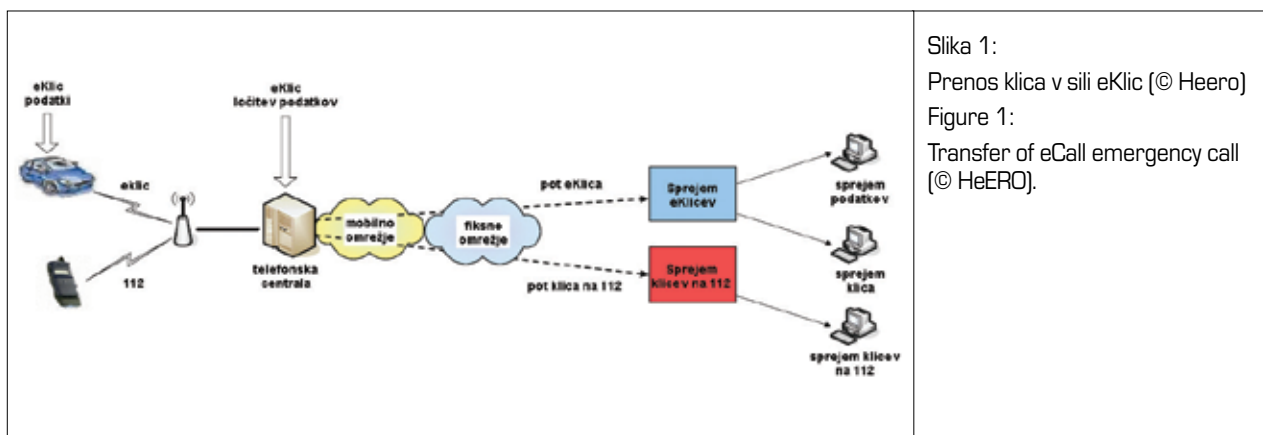 eKlic
podatki
eKlic
ločitev podatkov
eklic
112
telefonska
centrala
mobilno
omrežje
fiksno
omrežje
pot eKlica
pot klica na 112
Sprejem
eKlicev
Sprejem
klicev na 112
sprejem
podatkov
sprejem
klica
sprejem klicev
na 112
Slika 1:
Prenos klica v sili eKlic (© Heero)
Figure 1:
Transfer of eCall emergency call
(© HeERO).